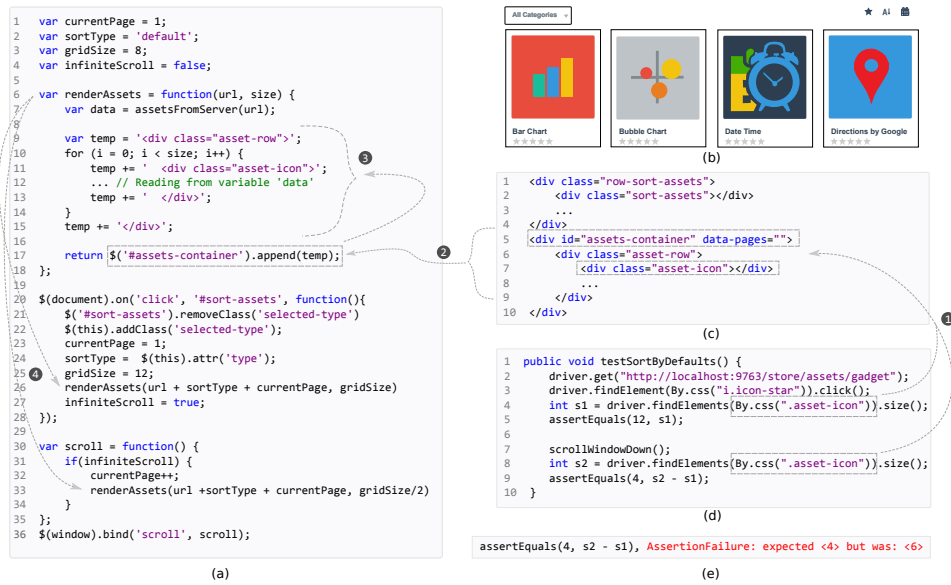 1 var currentPage = 1;
2 var sortType = 'default';
3 var gridSize = 8;
4 var infiniteScroll = false;
5
6 var renderAssets = function(url, size) {
7 var data = assetsFromServer(url);
8
9 var temp = '<div class="asset-row">';
10 for (i = 0; i < size; i++) {
11 temp += ' <div class="asset-icon">';
12 ... // Reading from variable 'data'
13 temp += ' </div>';
14 }
15 temp += '</div>';
16
17 return $('#assets-container').append(temp);
18 };
19
20 $(document).on('click', '#sort-assets', function(){
21 $('#sort-assets').removeClass('selected-type')
22 $(this).addClass('selected-type');
23 currentPage = 1;
24 sortType = $(this).attr('type');
25 gridSize = 12;
26 renderAssets(url + sortType + currentPage, gridSize)
27 infiniteScroll = true;
28 });
29
30 var scroll = function() {
31 if(infiniteScroll) {
32 currentPage++;
33 renderAssets(url +sortType + currentPage, gridSize/2)
34 }
35 };
36 $(window).bind('scroll', scroll);
3
2
4
(a)
All Categories
A
Bar Chart
Bubble Chart
Date Time
Directions by Google
(b)
1 <div class="row-sort-assets">
2 <div class="sort-assets"></div>
3 ...
4 </div>
5 <div id="assets-container" data-pages="">
6 <div class="asset-row">
7 <div class="asset-icon"></div>
8 ...
9 </div>
10 </div>
1
(c)
1 public void testSortByDefaults() {
2 driver.get("http://localhost:9763/store/assets/gadget");
3 driver.findElement(By.css("i.icon-star")).click();
4 int s1 = driver.findElements(By.css(".asset-icon")).size();
5 assertEquals(12, s1);
6
7 scrollWindowDown();
8 int s2 = driver.findElements(By.css(".asset-icon")).size();
9 assertEquals(4, s2 - s1);
10 }
(d)
assertEquals(4, s2 - s1), AssertionFailure: expected <4> but was: <6>
(e)